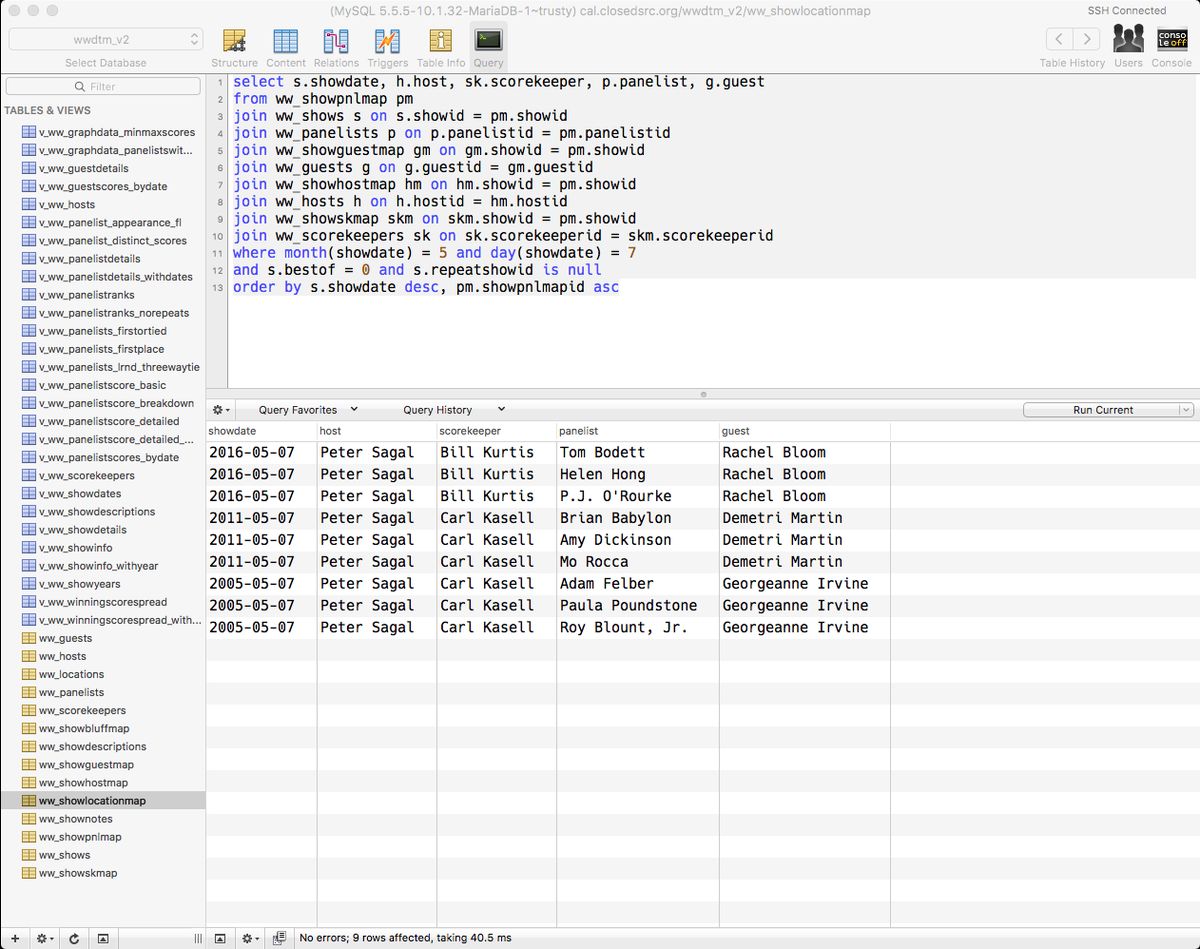 (MySQL 5.5.5-10.1.32-MariaDB-1~trusty) cal.closedsrc.org/wwdtm_v2/ww_showlocationmap
SSH Connected
wwdtm_v2
Select Database
Structure Content Relations Triggers Table Info Query
Table History Users Console
conso
le off
Filter
TABLES & VIEWS
v_ww_graphdata_minmaxscores
v_ww_graphdata_panelistswit...
v_ww_guestdetails
v_ww_guestscores_bydate
v_ww_hosts
v_ww_panelist_appearance_fl
v_ww_panelist_distinct_scores
v_ww_panelistdetails
v_ww_panelistdetails_withdates
v_ww_panelistranks
v_ww_panelistranks_norepeats
v_ww_panelists_firstortied
v_ww_panelists_firstplace
v_ww_panelists_lrnd_threewaytie
v_ww_panelistscore_basic
v_ww_panelistscore_breakdown
v_ww_panelistscore_detailed
v_ww_panelistscore_detailed_...
v_ww_panelistscores_bydate
v_ww_scorekeepers
v_ww_showdates
v_ww_showdescriptions
v_ww_showdetails
v_ww_showinfo
v_ww_showinfo_withyear
v_ww_showyears
v_ww_winningscorespread
v_ww_winningscorespread_with...
ww_guests
ww_hosts
ww_locations
ww_panelists
ww_scorekeepers
ww_showbluffmap
ww_showdescriptions
ww_showguestmap
ww_showhostmap
ww_showlocationmap
ww_shownotes
ww_showpnlmap
ww_shows
ww_showskmap
1 select s.showdate, h.host, sk.scorekeeper, p.panelist, g.guest
2 from ww_showpnlmap pm
3 join ww_shows s on s.showid = pm.showid
4 join ww_panelists p on p.panelistid = pm.panelistid
5 join ww_showguestmap gm on gm.showid = pm.showid
6 join ww_guests g on g.guestid = gm.guestid
7 join ww_showhostmap hm on hm.showid = pm.showid
8 join ww_hosts h on h.hostid = hm.hostid
9 join ww_showskmap skm on skm.showid = pm.showid
10 join ww_scorekeepers sk on sk.scorekeeperid = skm.scorekeeperid
11 where month(showdate) = 5 and day(showdate) = 7
12 and s.bestof = 0 and s.repeatshowid is null
13 order by s.showdate desc, pm.showpnlmapid asc
Query Favorites Query History Run Current
showdate host scorekeeper panelist guest
2016-05-07 Peter Sagal Bill Kurtis Tom Bodett Rachel Bloom
2016-05-07 Peter Sagal Bill Kurtis Helen Hong Rachel Bloom
2016-05-07 Peter Sagal Bill Kurtis P.J. O'Rourke Rachel Bloom
2011-05-07 Peter Sagal Carl Kasell Brian Babylon Demetri Martin
2011-05-07 Peter Sagal Carl Kasell Amy Dickinson Demetri Martin
2011-05-07 Peter Sagal Carl Kasell Mo Rocca Demetri Martin
2005-05-07 Peter Sagal Carl Kasell Adam Felber Georgeanne Irvine
2005-05-07 Peter Sagal Carl Kasell Paula Poundstone Georgeanne Irvine
2005-05-07 Peter Sagal Carl Kasell Roy Blount, Jr. Georgeanne Irvine
No errors; 9 rows affected, taking 40.5 ms